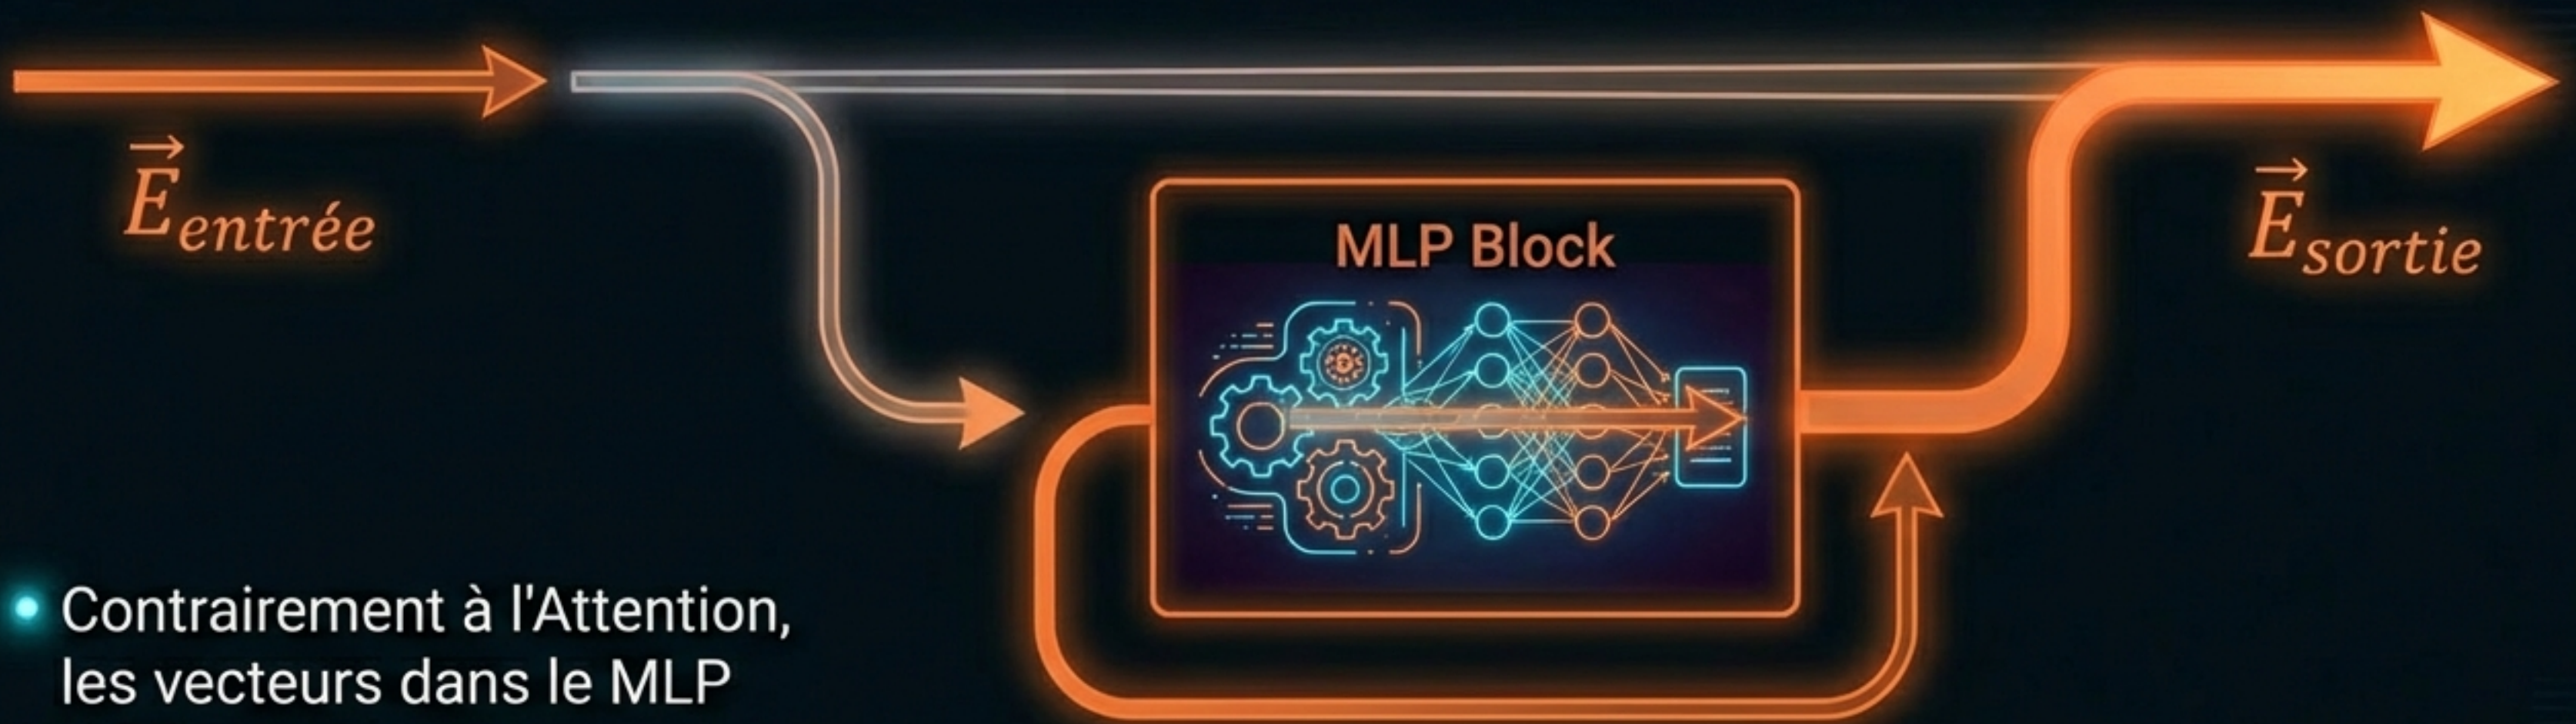 E⃗entrée
MLP Block
E⃗sortie
Contrairement à l'Attention,
les vecteurs dans le MLP